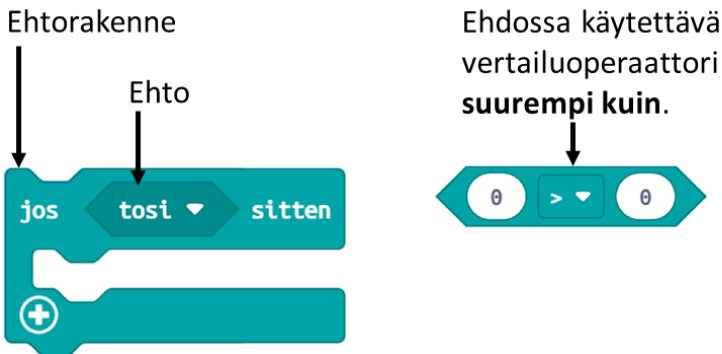 Ehtorakenne
Ehto
jos tosi sitten
Ehdossa käytettävä
vertailuoperaattori
suurempi kuin.
0 > 0